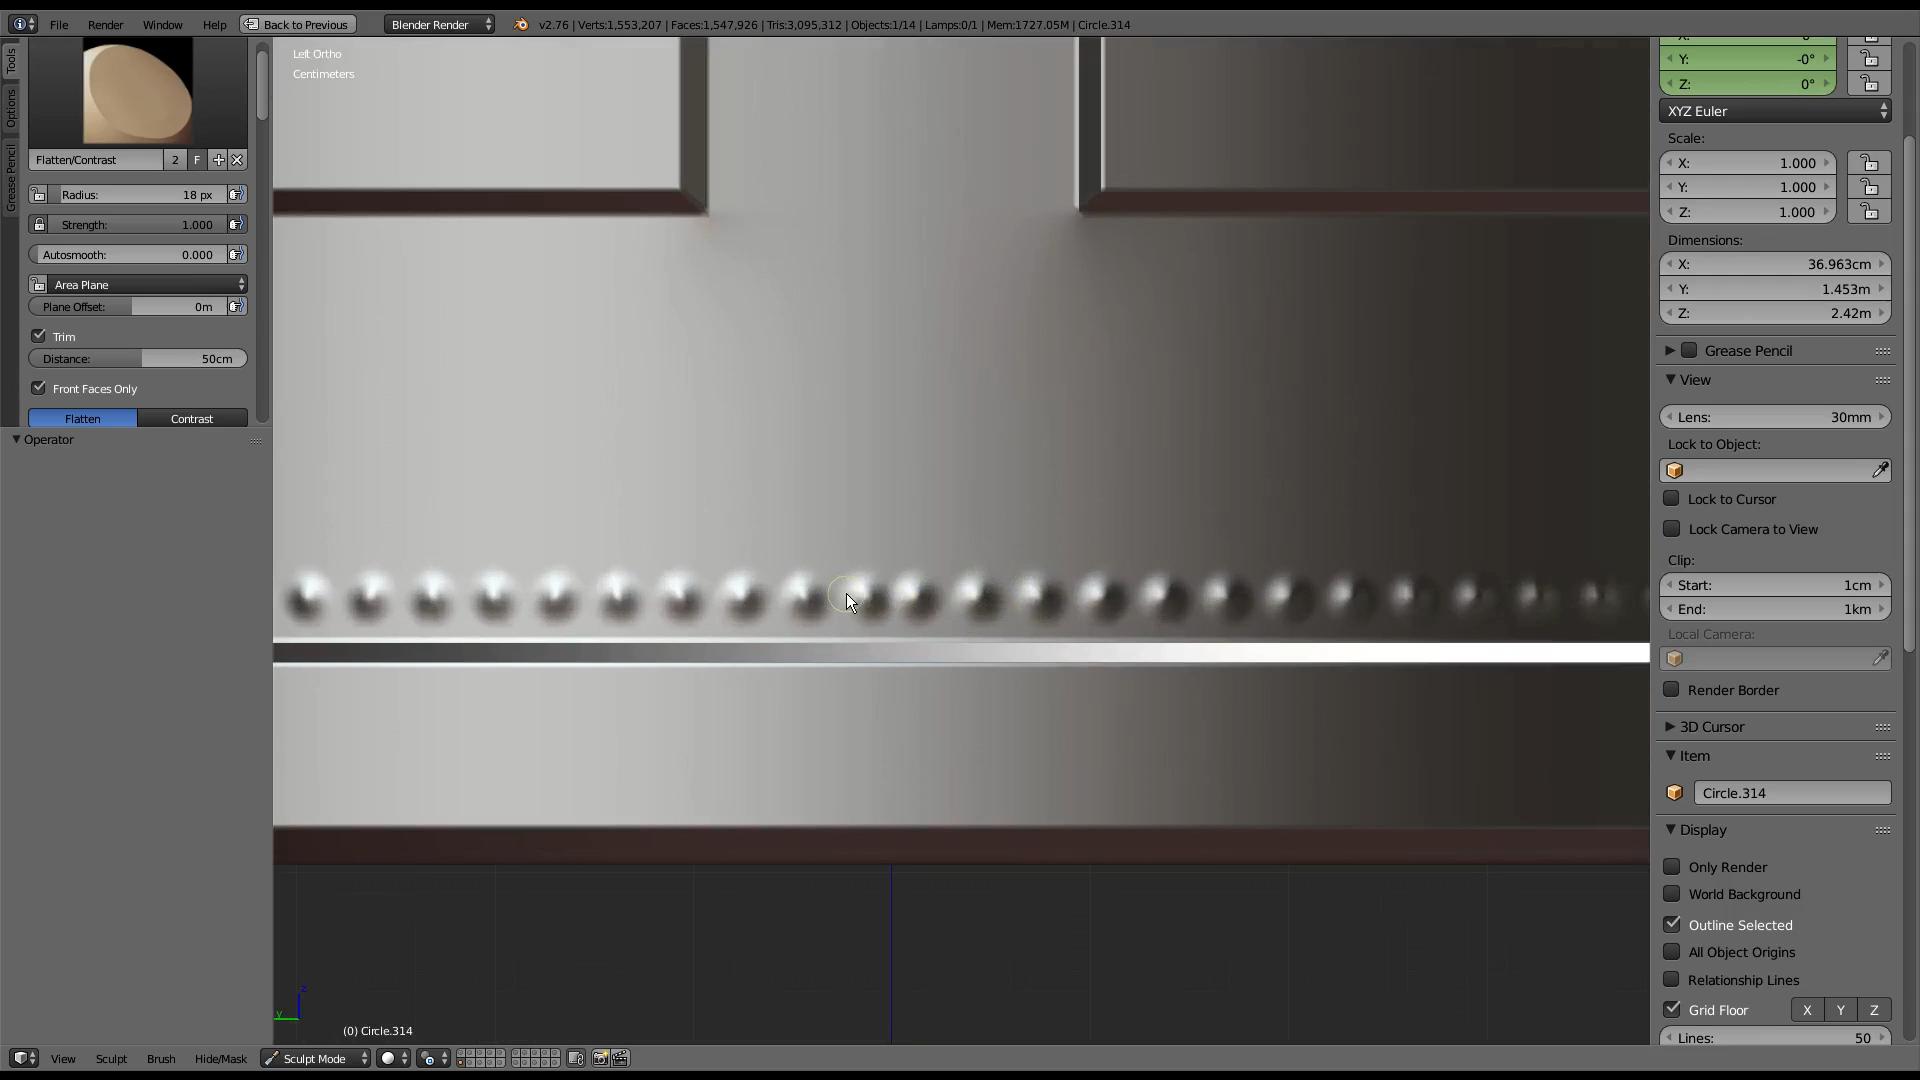 File Render Window Help Back to Previous Blender Render v2.76 | Verts:1,553,207 | Faces:1,547,926 | Tris:3,095,312 | Objects:1/14 | Lamps:0/1 | Mem:1727.05M | Circle.314
Tools
Options
Grease Pencil
Flatten/Contrast 2 F
Radius: 18 px
Strength: 1.000
Autosmooth: 0.000
Area Plane
Plane Offset: 0m
Trim
Distance: 50cm
Front Faces Only
Flatten Contrast
Operator
Left Ortho
Centimeters
(0) Circle.314
z
y
Y: -0°
Z: 0°
XYZ Euler
Scale:
X: 1.000
Y: 1.000
Z: 1.000
Dimensions:
X: 36.963cm
Y: 1.453m
Z: 2.42m
Grease Pencil
View
Lens: 30mm
Lock to Object:
Lock to Cursor
Lock Camera to View
Clip:
Start: 1cm
End: 1km
Local Camera:
Render Border
3D Cursor
Item
Circle.314
Display
Only Render
World Background
Outline Selected
All Object Origins
Relationship Lines
Grid Floor X Y Z
Lines: 50
View Sculpt Brush Hide/Mask Sculpt Mode